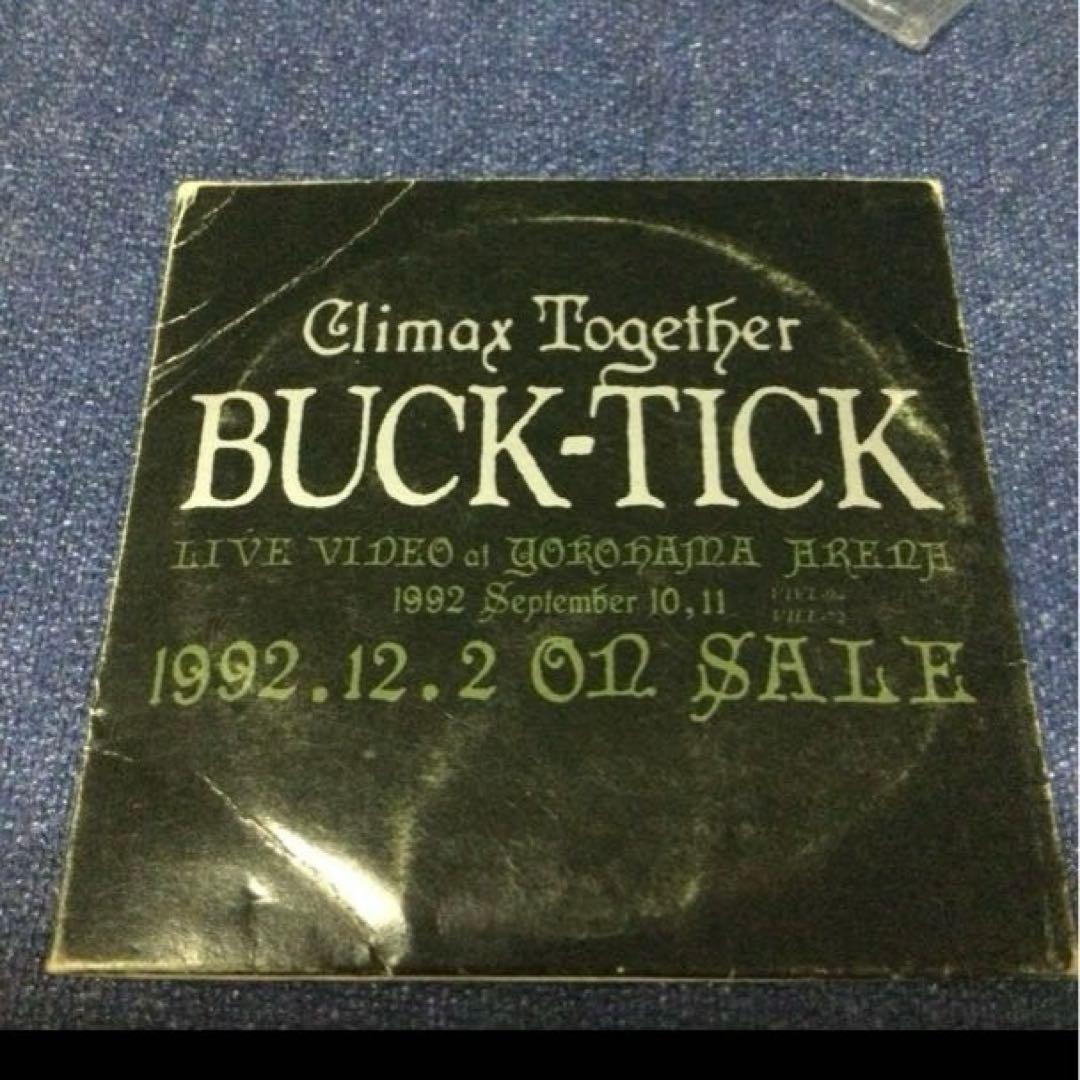 Climax Together
BUCK-TICK
LIVE VIDEO at YOKOHAMA ARENA
1992 September 10,11
1992.12.2 ON SALE